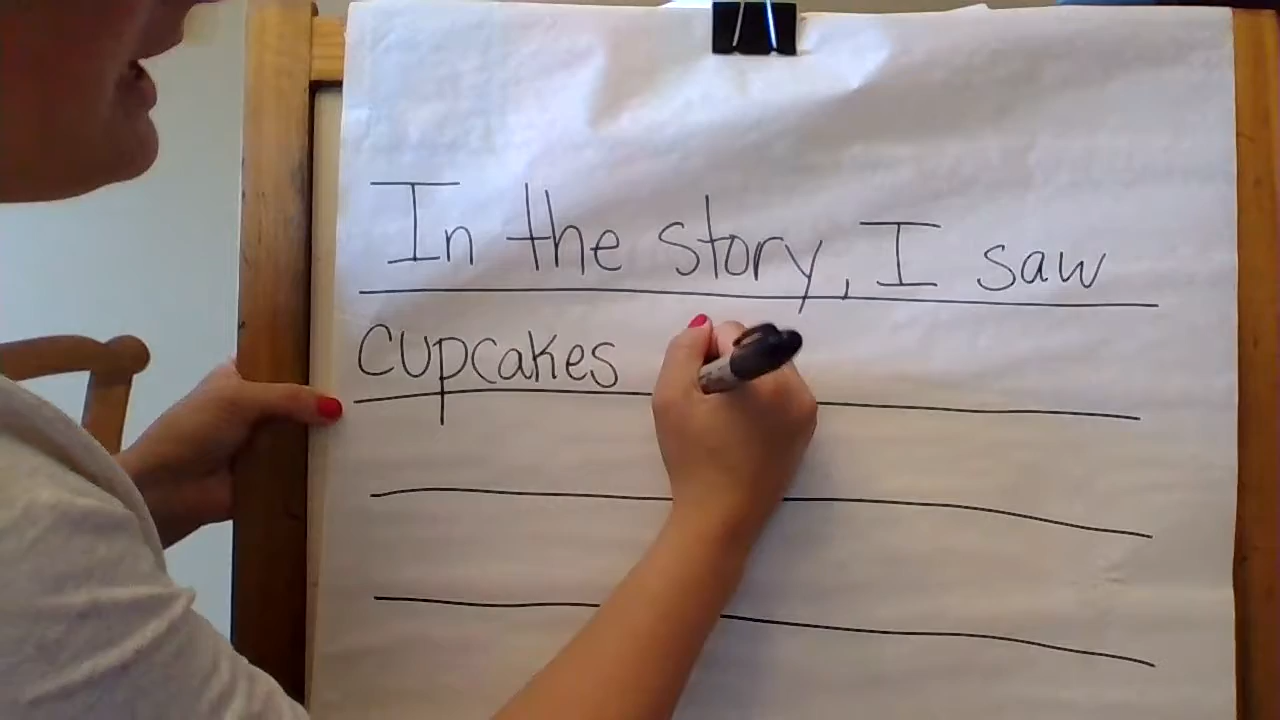 In the story, I saw
cupcakes